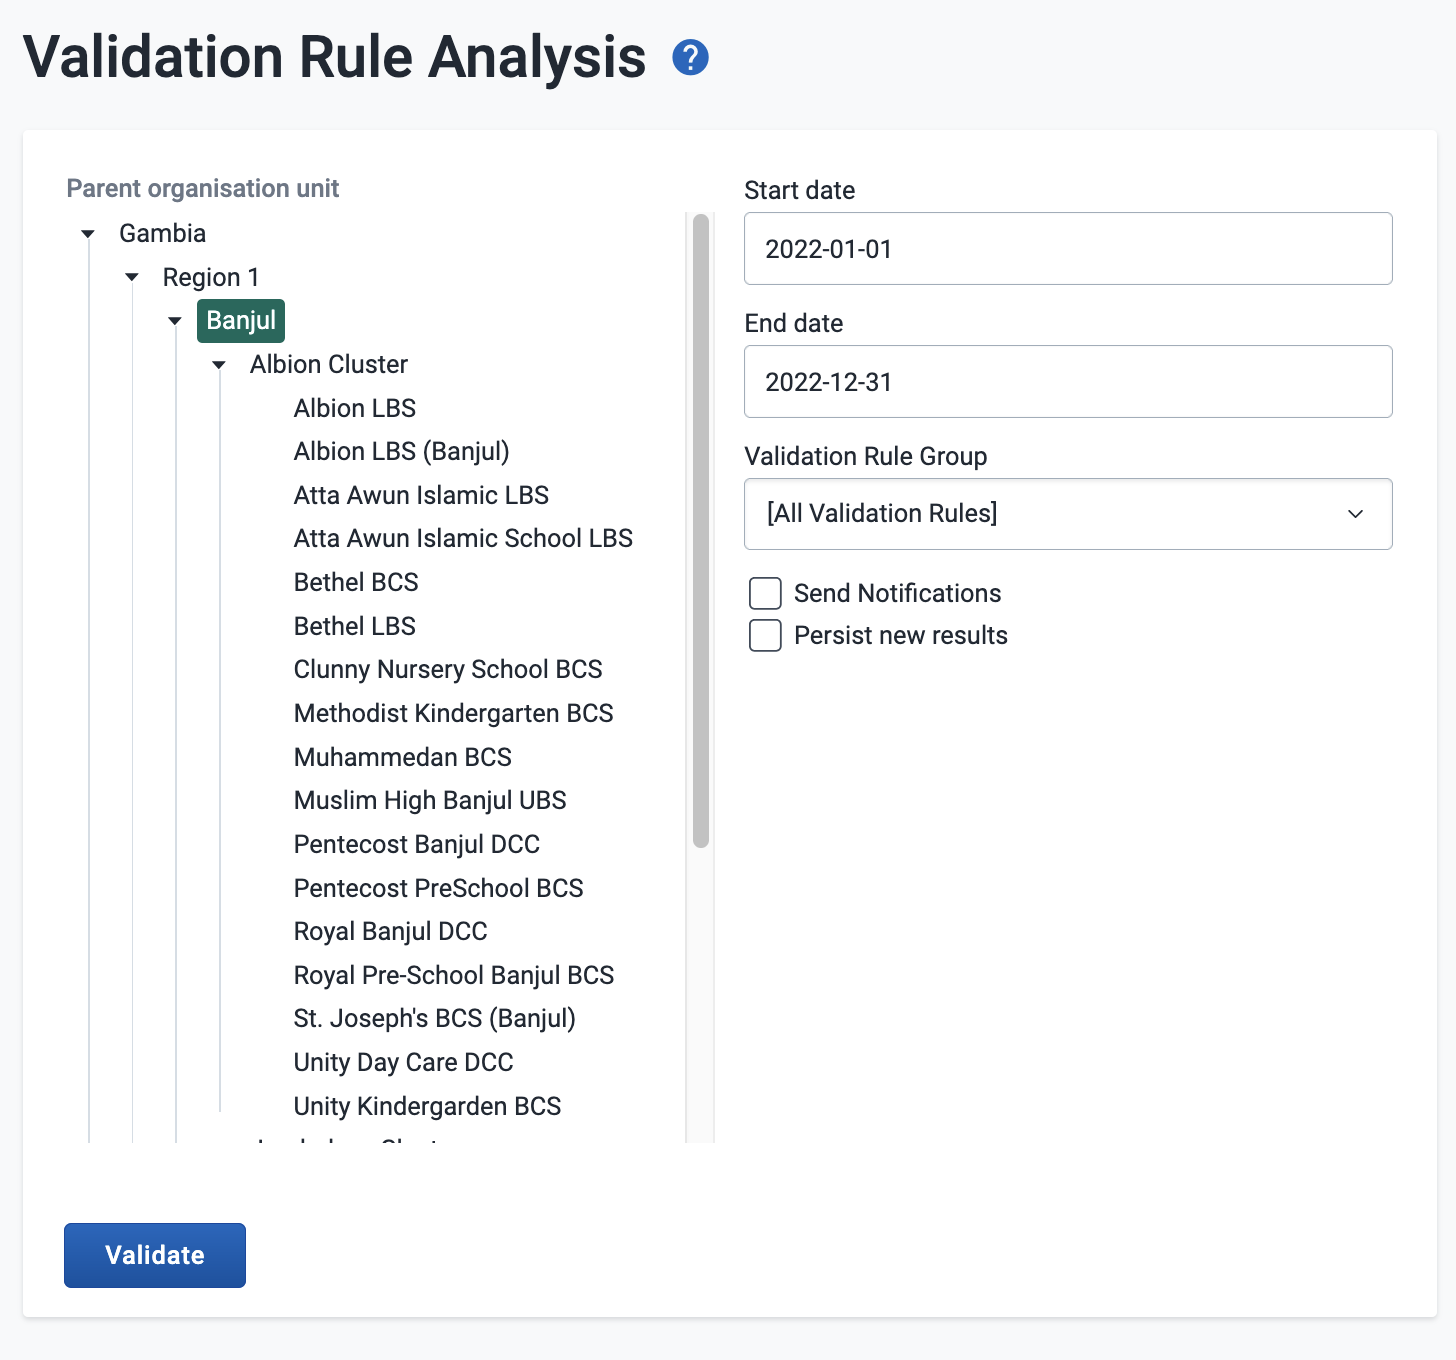 Validation Rule Analysis ?
Parent organisation unit
Gambia
Region 1
Banjul
Albion Cluster
Albion LBS
Albion LBS (Banjul)
Atta Awun Islamic LBS
Atta Awun Islamic School LBS
Bethel BCS
Bethel LBS
Clunny Nursery School BCS
Methodist Kindergarten BCS
Muhammedan BCS
Muslim High Banjul UBS
Pentecost Banjul DCC
Pentecost PreSchool BCS
Royal Banjul DCC
Royal Pre-School Banjul BCS
St. Joseph's BCS (Banjul)
Unity Day Care DCC
Unity Kindergarden BCS
Start date
2022-01-01
End date
2022-12-31
Validation Rule Group
[All Validation Rules]
Send Notifications
Persist new results
Validate